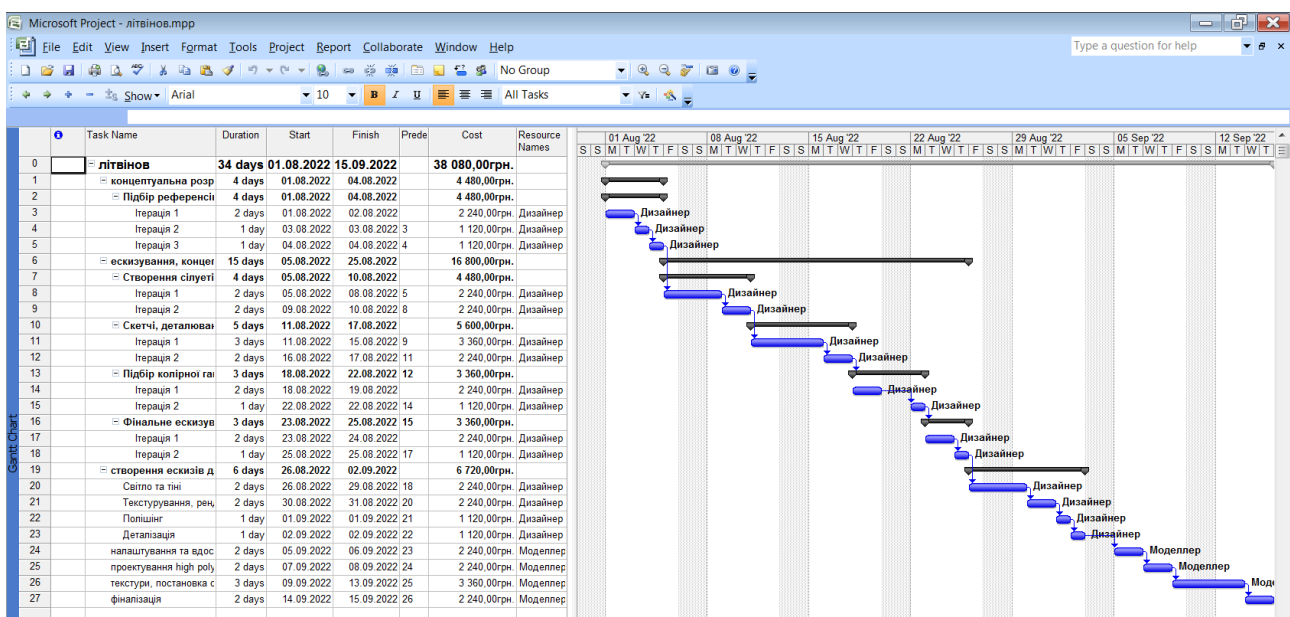 Microsoft Project - літвінов.mpp
File Edit View Insert Format Tools Project Report Collaborate Window Help Type a question for help
No Group
Show Arial 10 B I U All Tasks
Task Name Duration Start Finish Prede Cost Resource Names
01 Aug '22 08 Aug '22 15 Aug '22 22 Aug '22 29 Aug '22 05 Sep '22 12 Sep '22
S S M T W T F S S M T W T F S S M T W T F S S M T W T F S S M T W T F S S M T W T F S S M T W T
0 літвінов 34 days 01.08.2022 15.09.2022 38 080,00грн.
1 концептуальна розр 4 days 01.08.2022 04.08.2022 4 480,00грн.
2 Підбір референсі 4 days 01.08.2022 04.08.2022 4 480,00грн.
3 Ітерація 1 2 days 01.08.2022 02.08.2022 2 240,00грн. Дизайнер Дизайнер
4 Ітерація 2 1 day 03.08.2022 03.08.2022 3 1 120,00грн. Дизайнер Дизайнер
5 Ітерація 3 1 day 04.08.2022 04.08.2022 4 1 120,00грн. Дизайнер Дизайнер
6 ескизування, концег 15 days 05.08.2022 25.08.2022 16 800,00грн.
7 Створення сілуеті 4 days 05.08.2022 10.08.2022 4 480,00грн.
8 Ітерація 1 2 days 05.08.2022 08.08.2022 5 2 240,00грн. Дизайнер Дизайнер
9 Ітерація 2 2 days 09.08.2022 10.08.2022 8 2 240,00грн. Дизайнер Дизайнер
10 Скетчі, деталюван 5 days 11.08.2022 17.08.2022 5 600,00грн.
11 Ітерація 1 3 days 11.08.2022 15.08.2022 9 3 360,00грн. Дизайнер Дизайнер
12 Ітерація 2 2 days 16.08.2022 17.08.2022 11 2 240,00грн. Дизайнер Дизайнер
13 Підбір колірної га 3 days 18.08.2022 22.08.2022 12 3 360,00грн.
14 Ітерація 1 2 days 18.08.2022 19.08.2022 2 240,00грн. Дизайнер Дизайнер
15 Ітерація 2 1 day 22.08.2022 22.08.2022 14 1 120,00грн. Дизайнер Дизайнер
16 Фінальне ескизув 3 days 23.08.2022 25.08.2022 15 3 360,00грн.
17 Ітерація 1 2 days 23.08.2022 24.08.2022 2 240,00грн. Дизайнер Дизайнер
18 Ітерація 2 1 day 25.08.2022 25.08.2022 17 1 120,00грн. Дизайнер Дизайнер
19 створення ескизів д 6 days 26.08.2022 02.09.2022 6 720,00грн.
20 Світло та тіні 2 days 26.08.2022 29.08.2022 18 2 240,00грн. Дизайнер Дизайнер
21 Текстурування, рен 2 days 30.08.2022 31.08.2022 20 2 240,00грн. Дизайнер Дизайнер
22 Полішінг 1 day 01.09.2022 01.09.2022 21 1 120,00грн. Дизайнер Дизайнер
23 Деталізація 1 day 02.09.2022 02.09.2022 22 1 120,00грн. Дизайнер Дизайнер
24 налаштування та вдос 2 days 05.09.2022 06.09.2022 23 2 240,00грн. Моделлер Моделлер
25 проектування high poly 2 days 07.09.2022 08.09.2022 24 2 240,00грн. Моделлер Моделлер
26 текстури, постановка с 3 days 09.09.2022 13.09.2022 25 3 360,00грн. Моделлер Моде
27 фіналізація 2 days 14.09.2022 15.09.2022 26 2 240,00грн. Моделлер
Gantt Chart